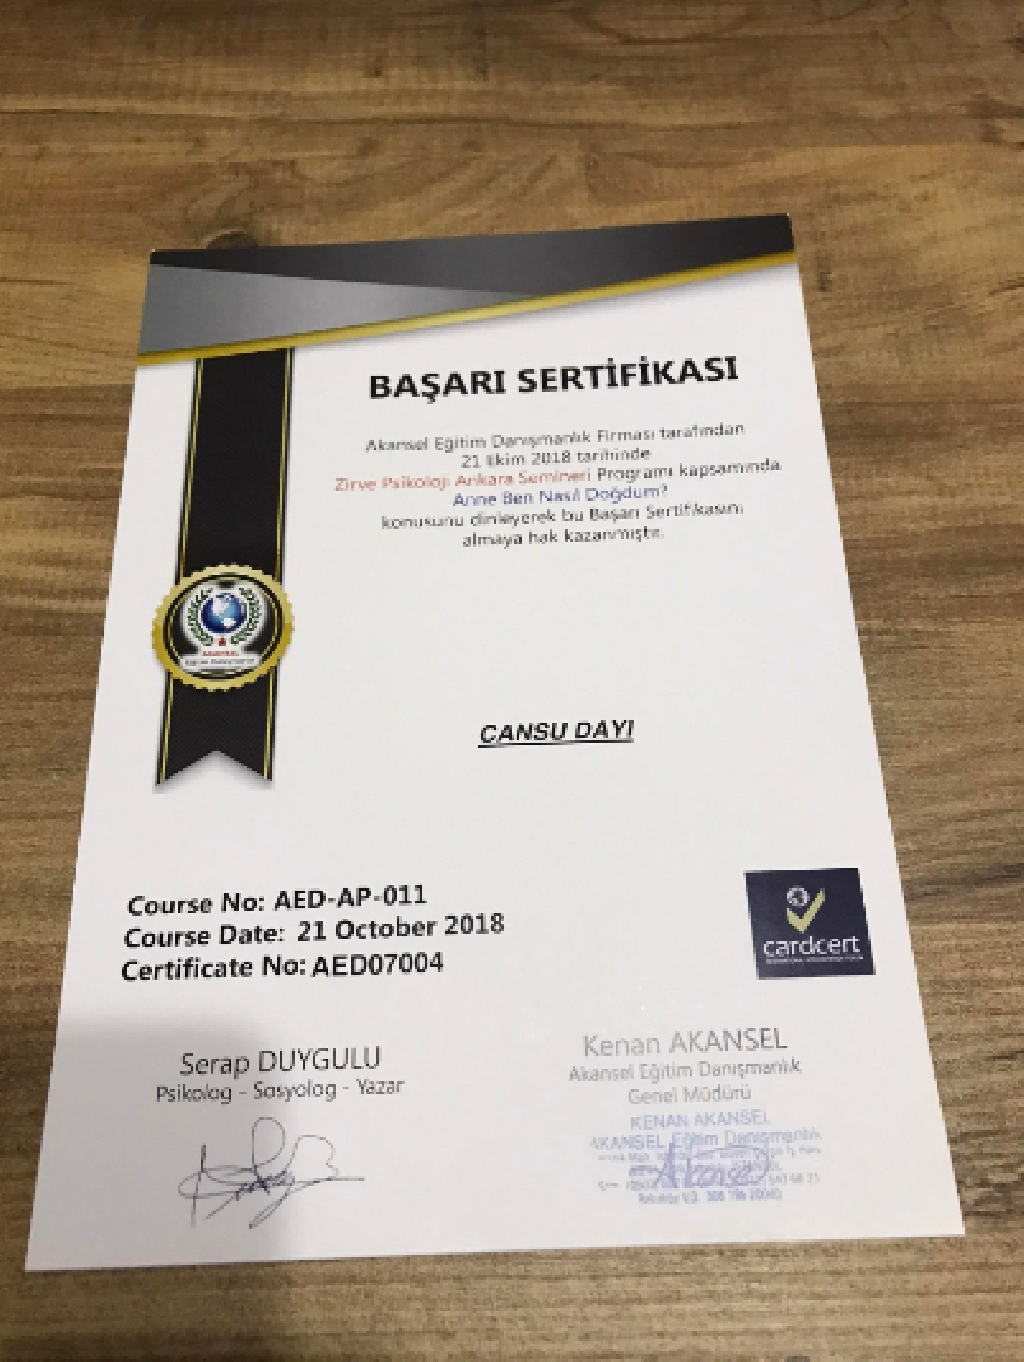 BAŞARI SERTİFİKASI
Akansel Eğitim Danışmanlık Firması tarafından
21 Ekim 2018 tarihinde
Zirve Psikoloji Ankara Semineri Programı kapsamında
Anne Ben Nasıl Doğdum?
konusunu dinleyerek bu Başarı Sertifikasını
almaya hak kazanmıştır.
CANSU DAYI
Course No: AED-AP-011
Course Date: 21 October 2018
Certificate No: AED07004
cardcert
Serap DUYGULU
Psikolog - Sosyolog - Yazar
Kenan AKANSEL
Akansel Eğitim Danışmanlık
Genel Müdürü
KENAN AKANSEL
AKANSEL Eğitim Danışmanlık